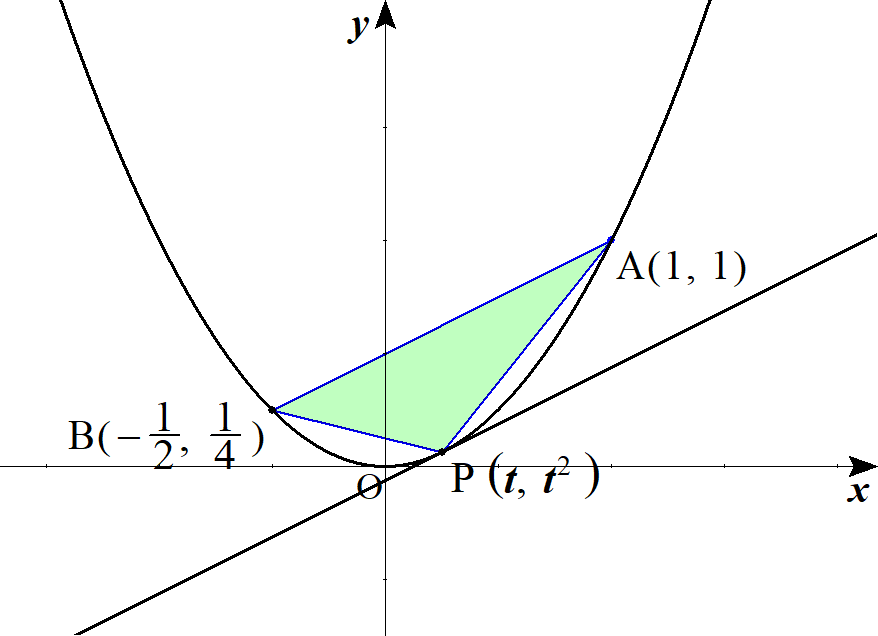 y
A(1, 1)
B(−1/2, 1/4)
O
P (t, t²)
x